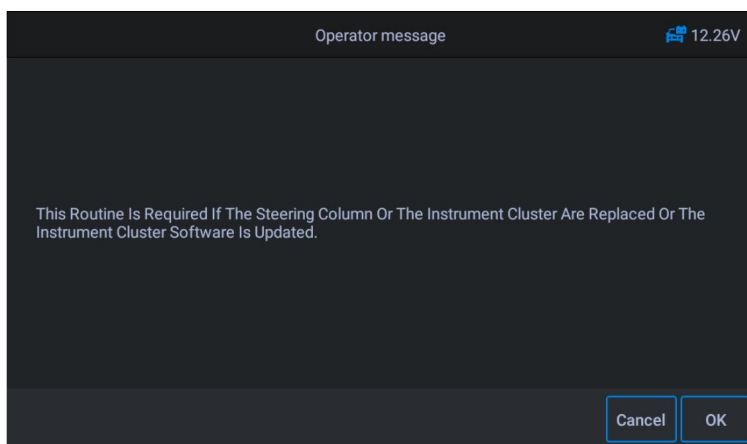 Operator message
12.26V
This Routine Is Required If The Steering Column Or The Instrument Cluster Are Replaced Or The
Instrument Cluster Software Is Updated.
Cancel
OK